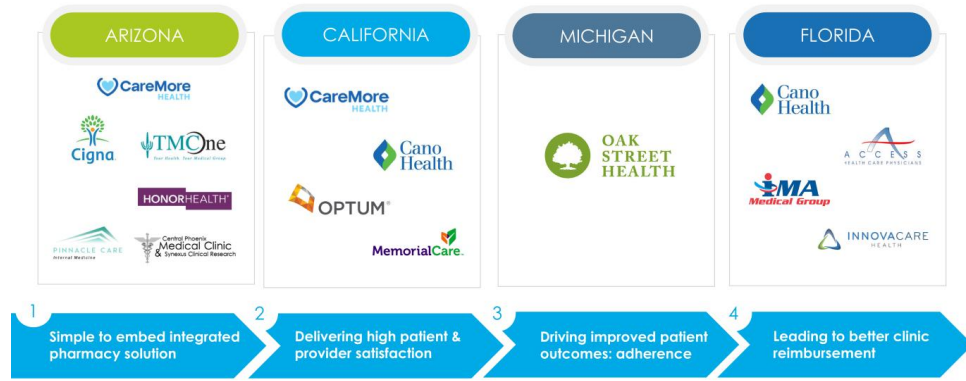 ARIZONA
CareMore
HEALTH
Cigna
TMCOne
Your Health. Your Medical Group
HONORHEALTH
PINNACLE CARE
Internal Medicine
Central Phoenix
Medical Clinic
& Synexus Clinical Research
CALIFORNIA
CareMore
HEALTH
Cano
Health
OPTUM®
MemorialCare
MICHIGAN
OAK
STREET
HEALTH
FLORIDA
Cano
Health
ACCESS
HEALTH CARE PHYSICIANS
iMA
Medical Group
INNOVACARE
HEALTH
1
Simple to embed integrated
pharmacy solution
2
Delivering high patient &
provider satisfaction
3
Driving improved patient
outcomes: adherence
4
Leading to better clinic
reimbursement